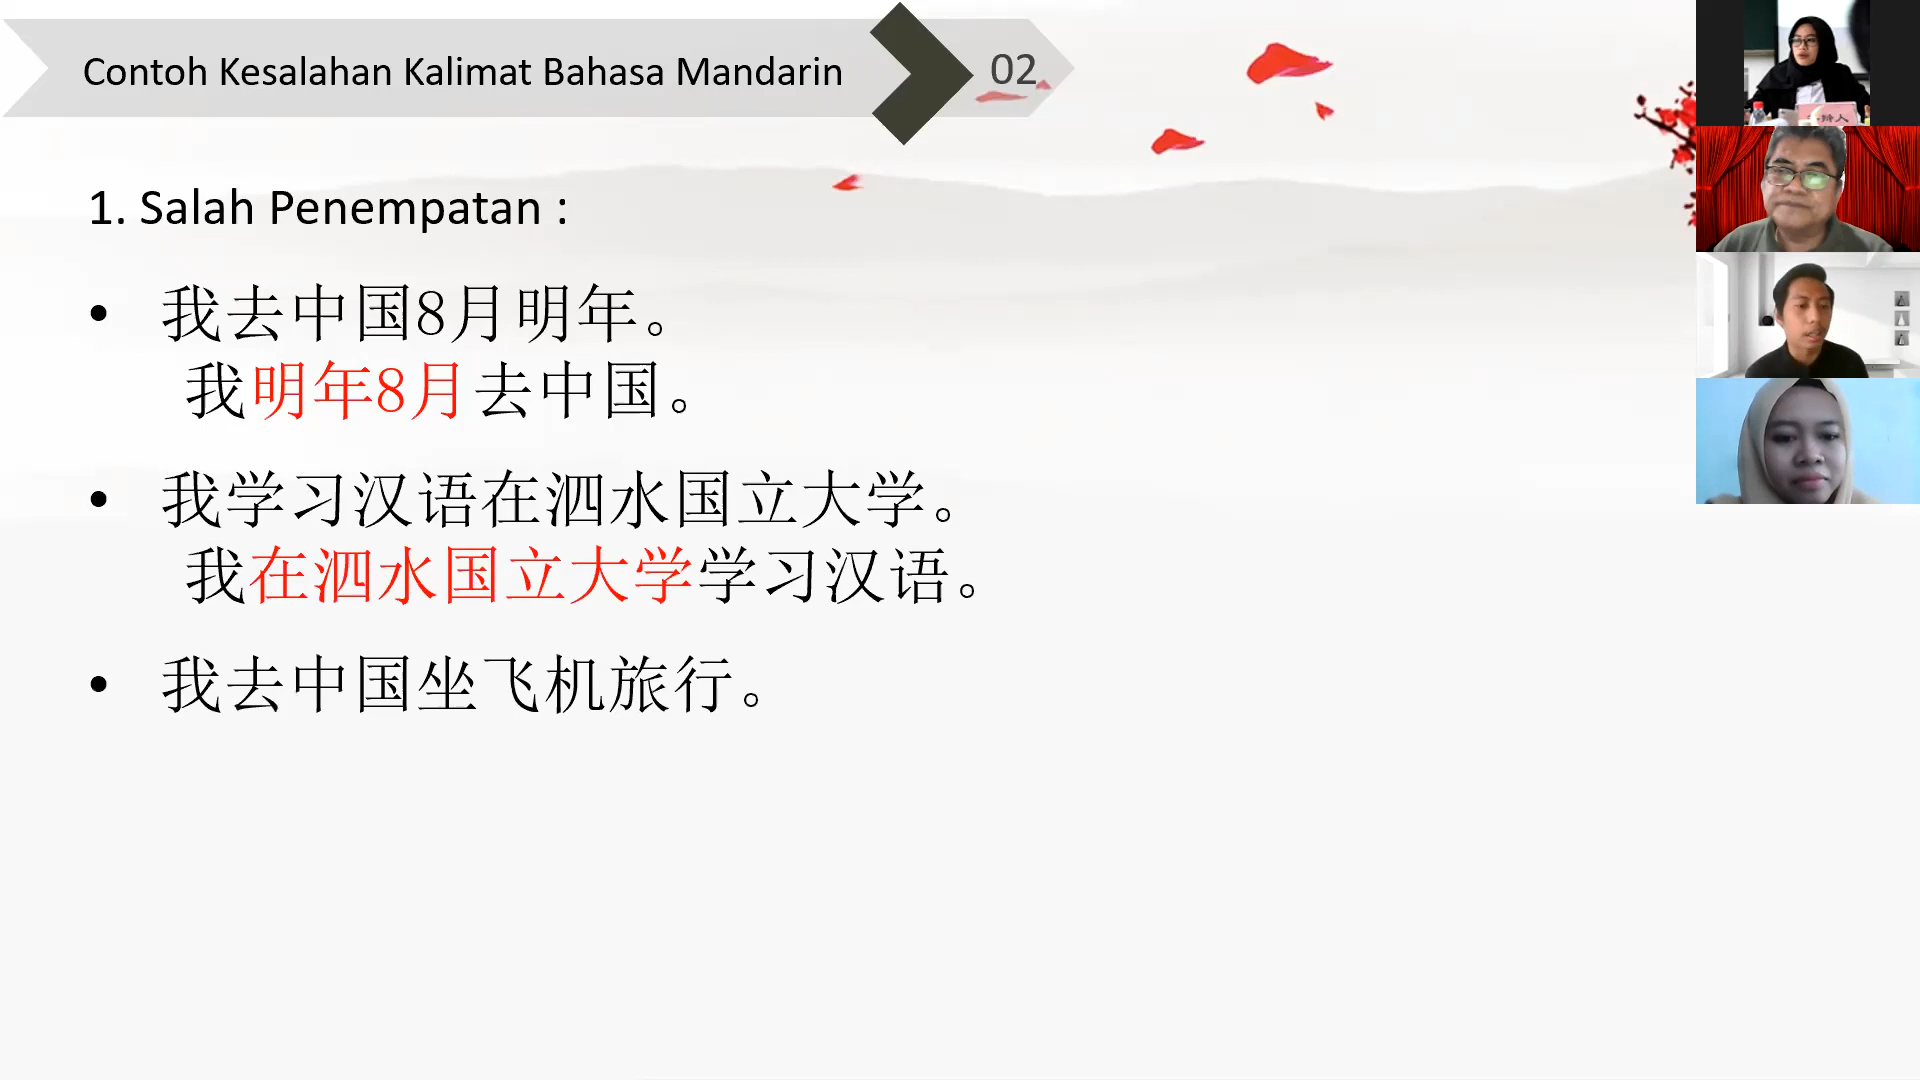 Contoh Kesalahan Kalimat Bahasa Mandarin
02
1. Salah Penempatan :
• 我去中国8月明年。
我明年8月去中国。
• 我学习汉语在泗水国立大学。
我在泗水国立大学学习汉语。
• 我去中国坐飞机旅行。